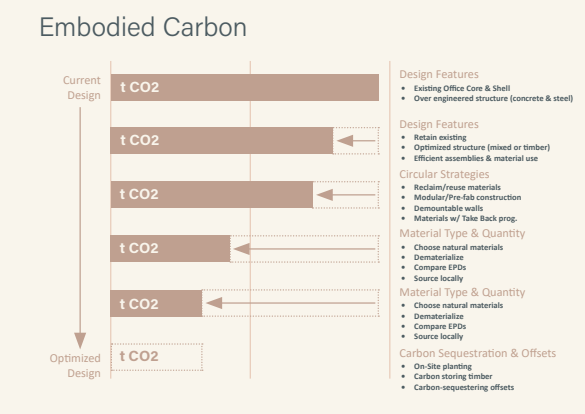 Embodied Carbon
Current
Design
t CO2
Design Features
• Existing Office Core & Shell
• Over engineered structure (concrete & steel)
t CO2
Design Features
• Retain existing
• Optimized structure (mixed or timber)
• Efficient assemblies & material use
t CO2
Circular Strategies
• Reclaim/reuse materials
• Modular/Pre-fab construction
• Demountable walls
• Materials w/ Take Back prog.
t CO2
Material Type & Quantity
• Choose natural materials
• Dematerialize
• Compare EPDs
• Source locally
t CO2
Material Type & Quantity
• Choose natural materials
• Dematerialize
• Compare EPDs
• Source locally
Optimized
Design
t CO2
Carbon Sequestration & Offsets
• On-Site planting
• Carbon storing timber
• Carbon-sequestering offsets